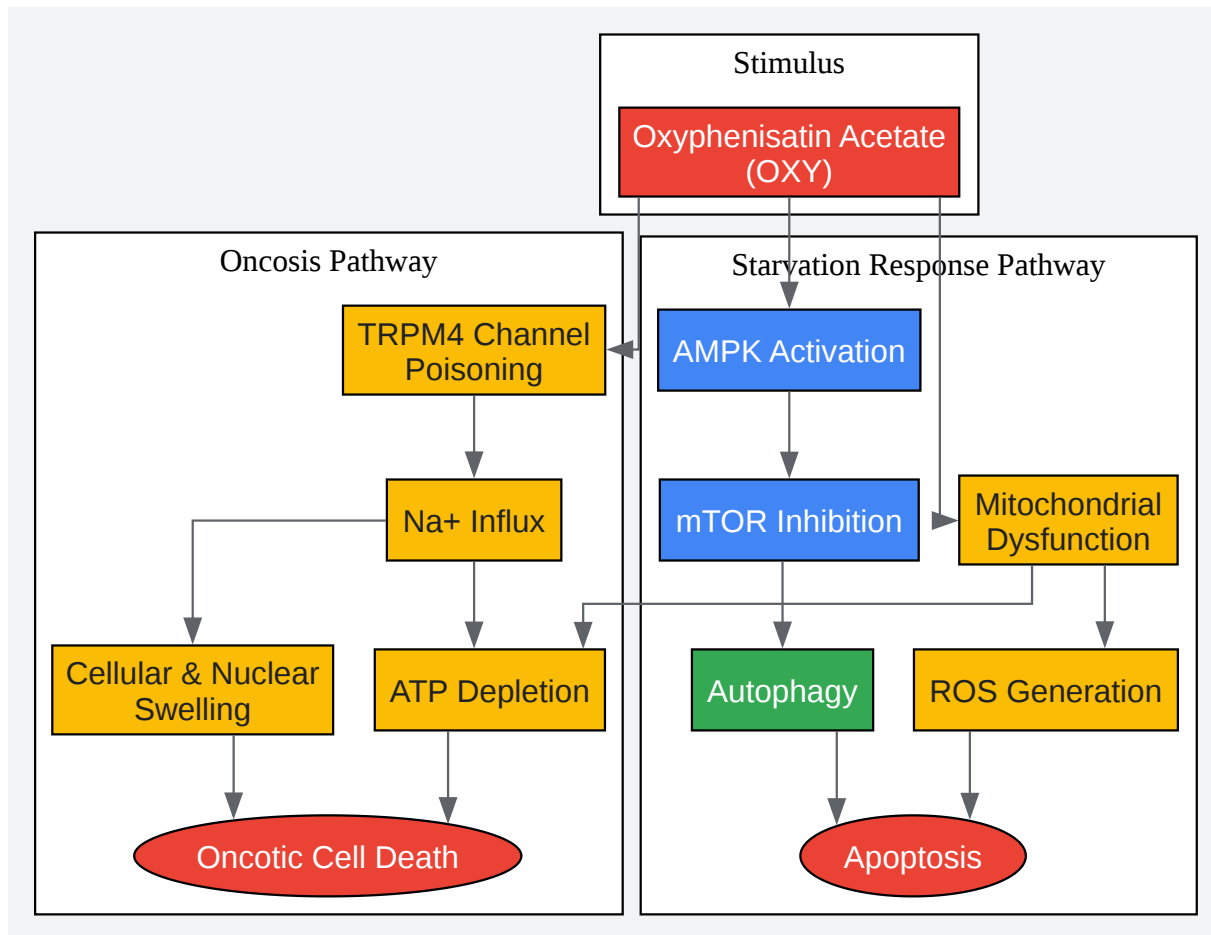 Stimulus
Oxyphenisatin Acetate
(OXY)
Oncosis Pathway
TRPM4 Channel
Poisoning
Na+ Influx
Cellular & Nuclear
Swelling
ATP Depletion
Oncotic Cell Death
Starvation Response Pathway
AMPK Activation
mTOR Inhibition
Mitochondrial
Dysfunction
Autophagy
ROS Generation
Apoptosis